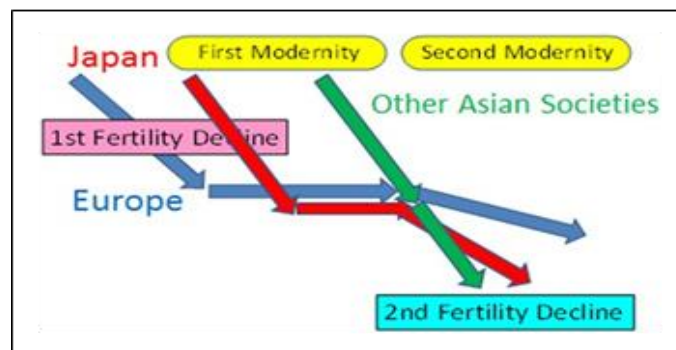 Japan
First Modernity
Second Modernity
Other Asian Societies
1st Fertility Decline
Europe
2nd Fertility Decline